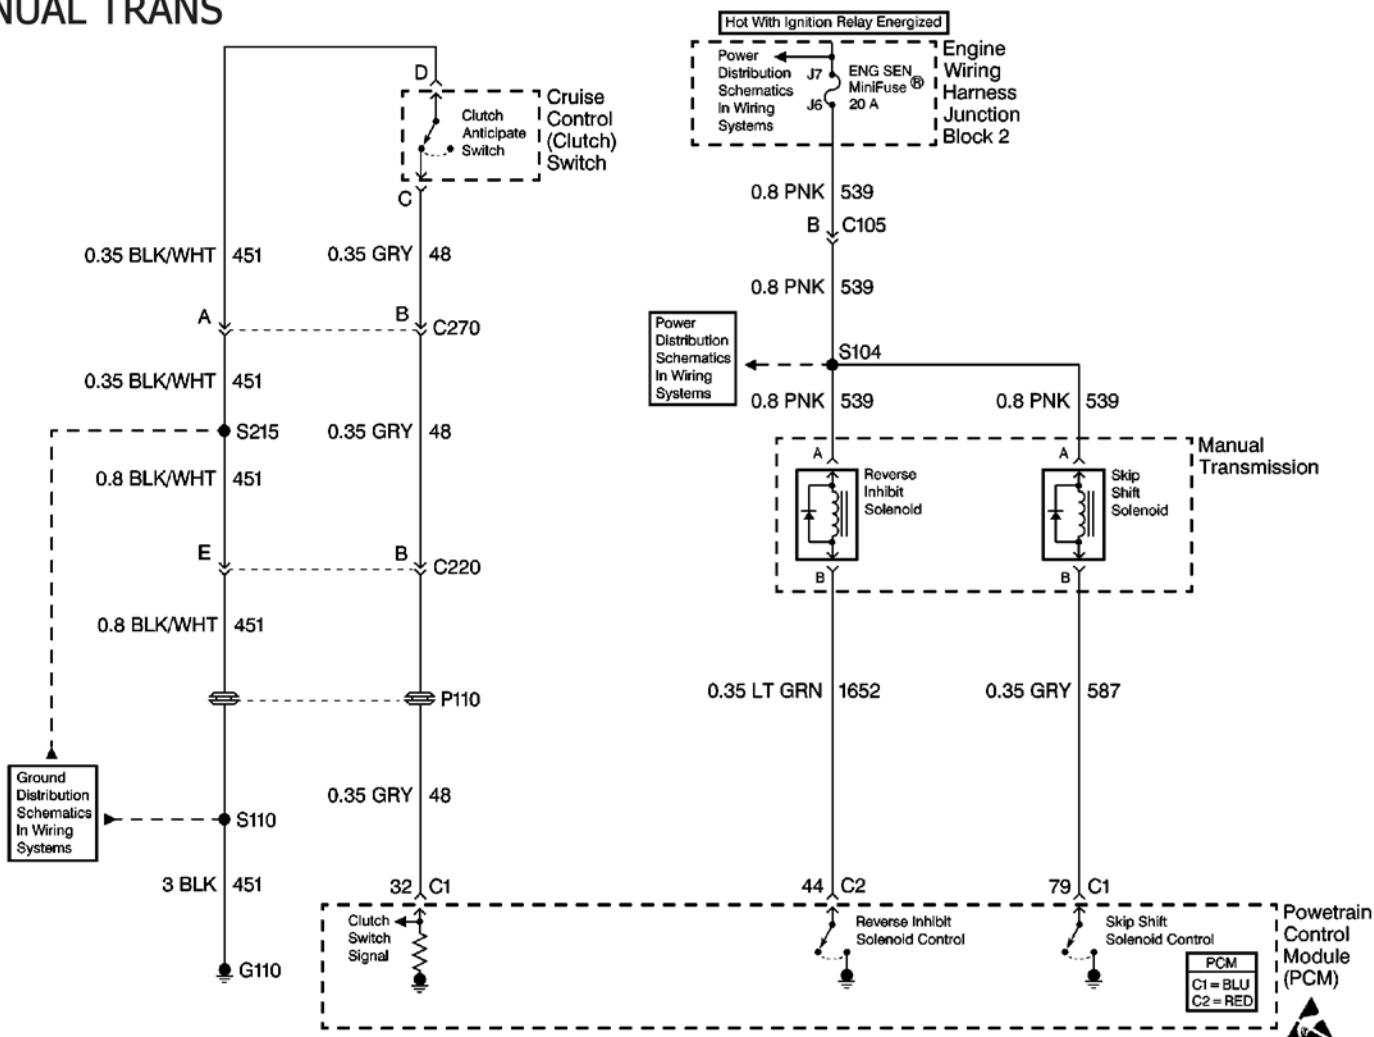 NUAL TRANS
Hot With Ignition Relay Energized
Power
Distribution
Schematics
In Wiring
Systems
J7
J6
ENG SEN
MiniFuse ®
20 A
Engine
Wiring
Harness
Junction
Block 2
D
Clutch
Anticipate
Switch
Cruise
Control
(Clutch)
Switch
C
0.8 PNK 539
B C105
0.35 BLK/WHT 451
0.35 GRY 48
0.8 PNK 539
A
B C270
Power
Distribution
Schematics
In Wiring
Systems
S104
0.35 BLK/WHT 451
0.8 PNK 539
0.8 PNK 539
S215
0.35 GRY 48
Manual
Transmission
A
Reverse
Inhibit
Solenoid
B
A
Skip
Shift
Solenoid
B
0.8 BLK/WHT 451
E
B C220
0.8 BLK/WHT 451
P110
0.35 LT GRN 1652
0.35 GRY 587
Ground
Distribution
Schematics
In Wiring
Systems
0.35 GRY 48
S110
3 BLK 451
32 C1
44 C2
79 C1
G110
Clutch
Switch
Signal
Reverse Inhibit
Solenoid Control
Skip Shift
Solenoid Control
PCM
C1 = BLU
C2 = RED
Powetrain
Control
Module
(PCM)